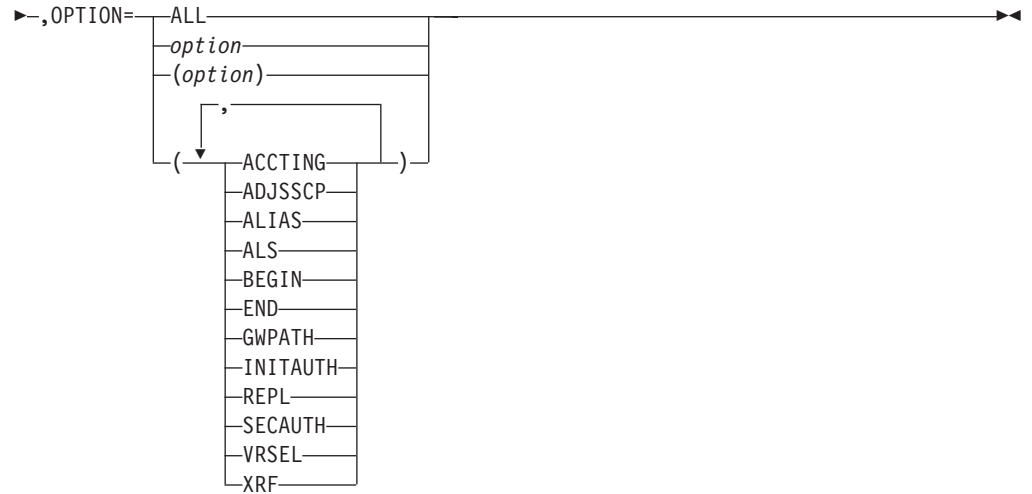 ,OPTION= ALL
option
(option)
,
( ACCTING )
ADJSSCP
ALIAS
ALS
BEGIN
END
GWPATH
INITAUTH
REPL
SECAUTH
VRSEL
XRF